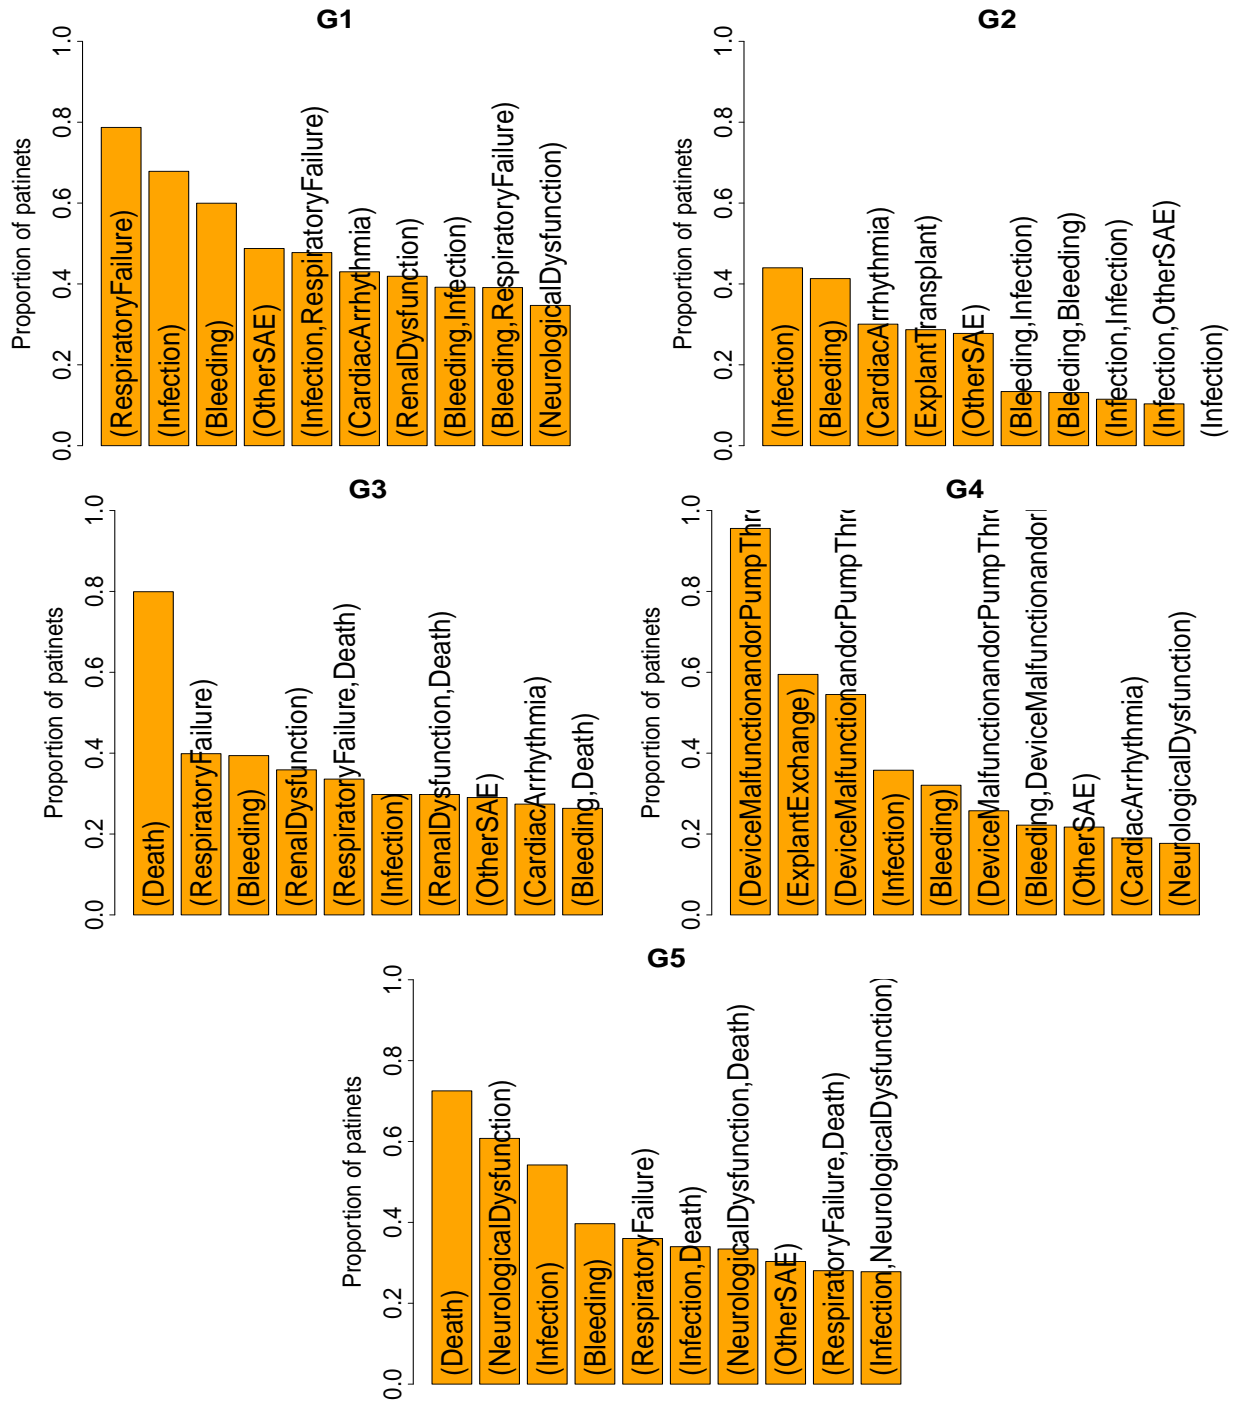 G1
Proportion of patinets
0.0 0.2 0.4 0.6 0.8 1.0
(RespiratoryFailure)
(Infection)
(Bleeding)
(OtherSAE)
(Infection,RespiratoryFailure)
(CardiacArrhythmia)
(RenalDysfunction)
(Bleeding,Infection)
(Bleeding,RespiratoryFailure)
(NeurologicalDysfunction)
G2
Proportion of patinets
0.0 0.2 0.4 0.6 0.8 1.0
(Infection)
(Bleeding)
(CardiacArrhythmia)
(ExplantTransplant)
(OtherSAE)
(Bleeding,Infection)
(Bleeding,Bleeding)
(Infection,Infection)
(Infection,OtherSAE)
(Infection)
G3
Proportion of patinets
0.0 0.2 0.4 0.6 0.8 1.0
(Death)
(RespiratoryFailure)
(Bleeding)
(RenalDysfunction)
(RespiratoryFailure,Death)
(Infection)
(RenalDysfunction,Death)
(OtherSAE)
(CardiacArrhythmia)
(Bleeding,Death)
G4
Proportion of patinets
0.0 0.2 0.4 0.6 0.8 1.0
(DeviceMalfunctionandorPumpThro
(ExplantExchange)
(DeviceMalfunctionandorPumpThro
(Infection)
(Bleeding)
(DeviceMalfunctionandorPumpThro
(Bleeding,DeviceMalfunctionandor
(OtherSAE)
(CardiacArrhythmia)
(NeurologicalDysfunction)
G5
Proportion of patinets
0.0 0.2 0.4 0.6 0.8 1.0
(Death)
(NeurologicalDysfunction)
(Infection)
(Bleeding)
(RespiratoryFailure)
(Infection,Death)
(NeurologicalDysfunction,Death)
(OtherSAE)
(RespiratoryFailure,Death)
(Infection,NeurologicalDysfunction)